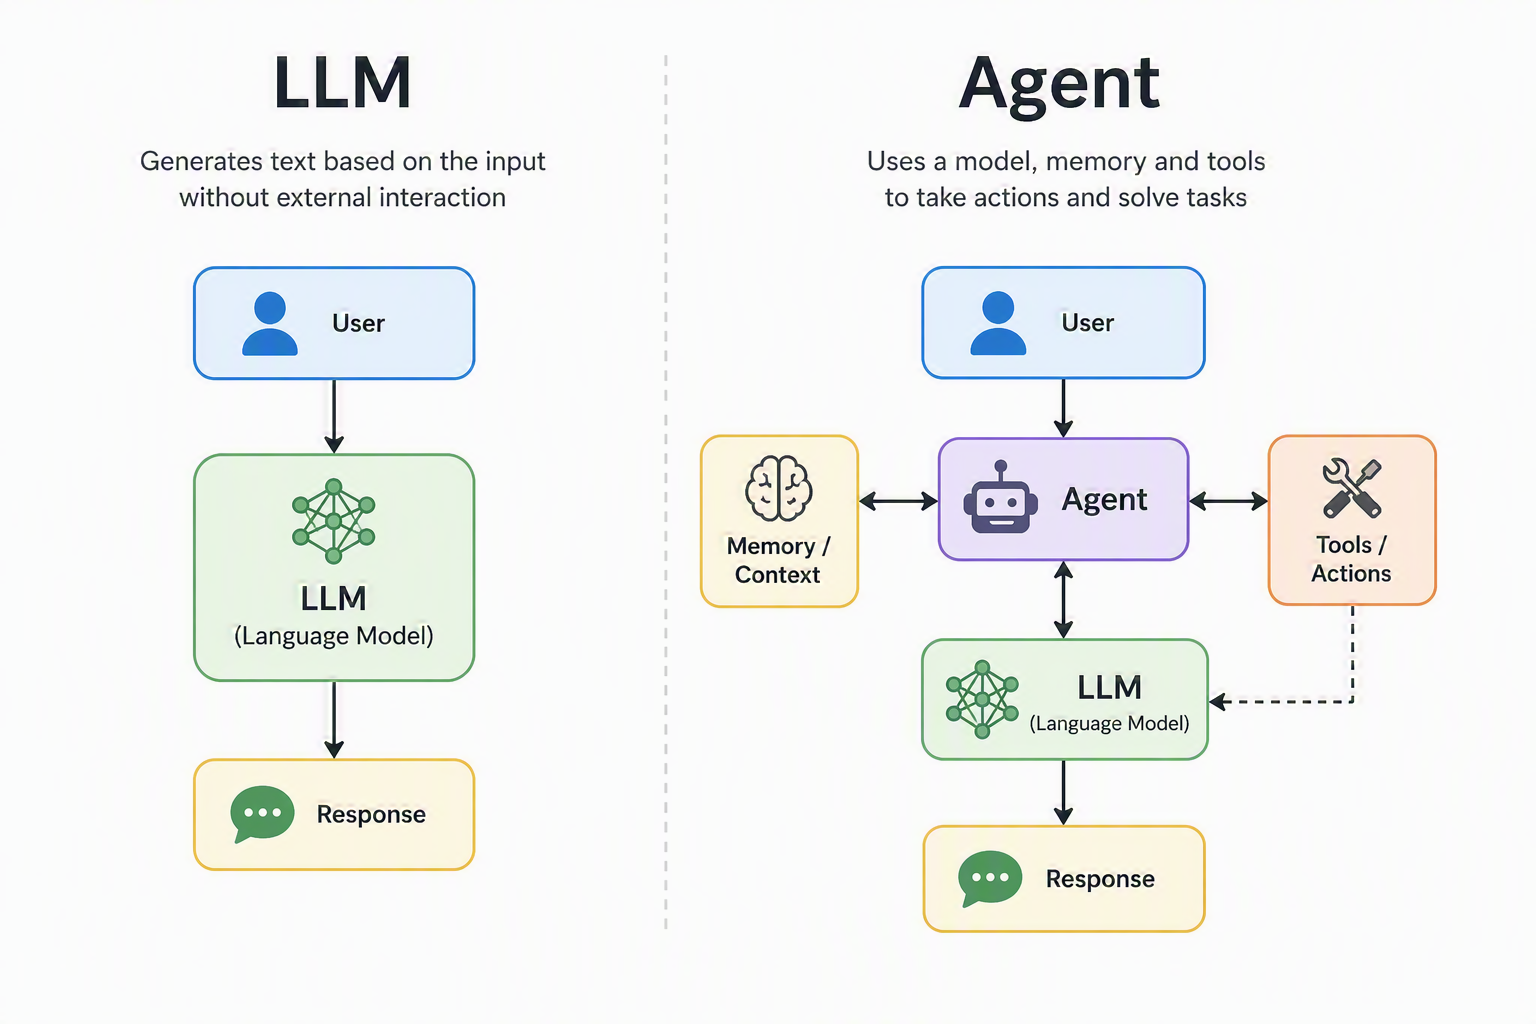 LLM
Generates text based on the input
without external interaction
User
LLM
(Language Model)
Response
Agent
Uses a model, memory and tools
to take actions and solve tasks
User
Memory /
Context
Agent
Tools /
Actions
LLM
(Language Model)
Response